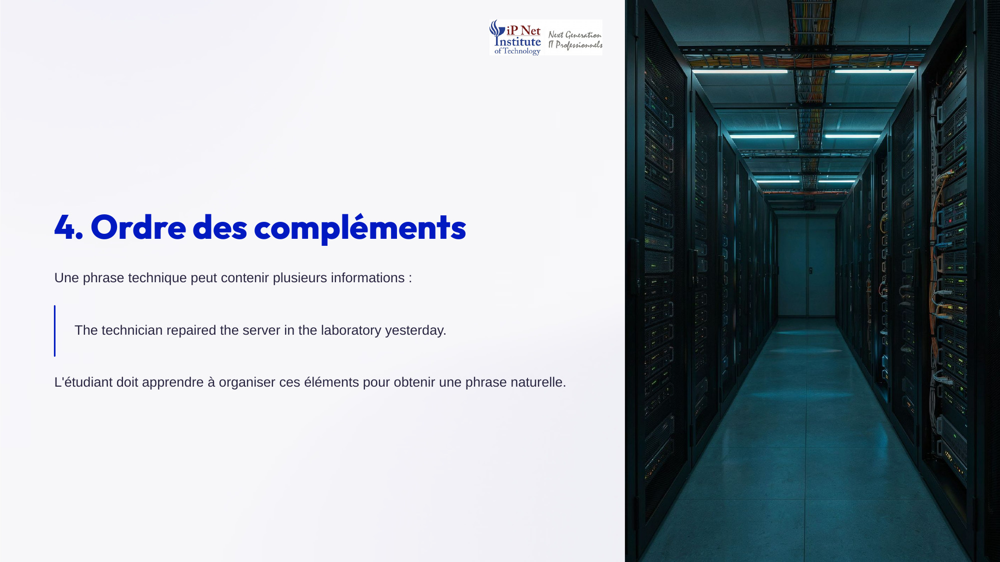 iP Net
Institute
of Technology
Next Generation
IT Professionnels
4. Ordre des compléments
Une phrase technique peut contenir plusieurs informations :
The technician repaired the server in the laboratory yesterday.
L'étudiant doit apprendre à organiser ces éléments pour obtenir une phrase naturelle.